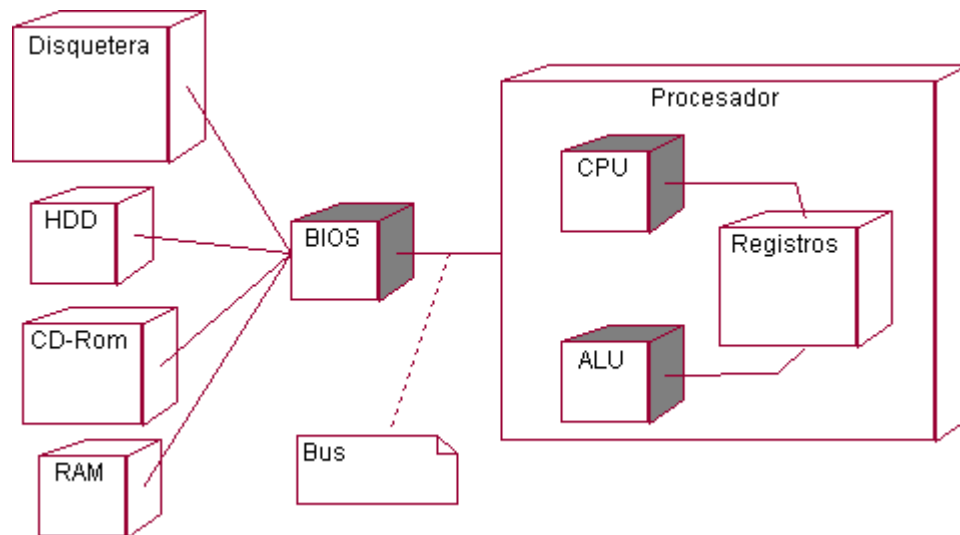 Disquetera
HDD
CD-Rom
RAM
BIOS
Bus
Procesador
CPU
Registros
ALU